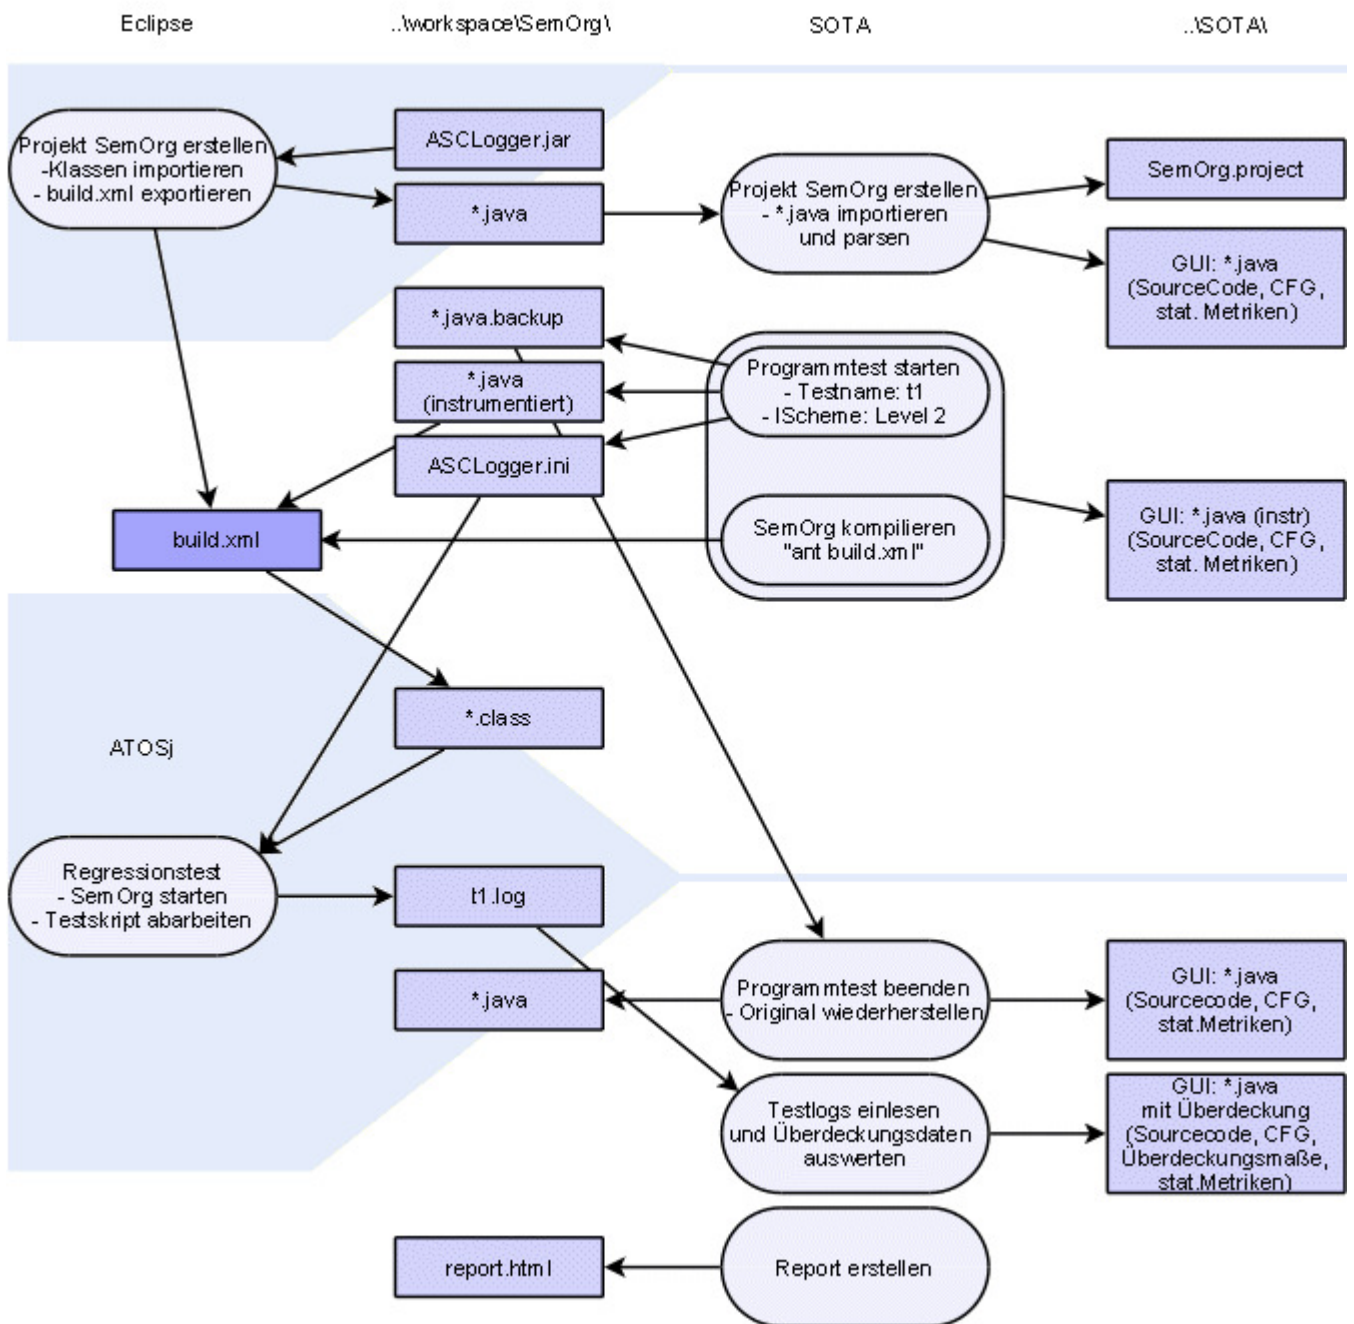 Eclipse
..\workspace\SemOrg\
SOTA
..\SOTA\
Projekt SemOrg erstellen
-Klassen importieren
- build.xml exportieren
ASCLogger.jar
*.java
Projekt SemOrg erstellen
- *.java importieren
und parsen
SemOrg.project
GUI: *.java
(SourceCode, CFG,
stat. Metriken)
*.java.backup
*.java
(instrumentiert)
ASCLogger.ini
Programmtest starten
- Testname: t1
- IScheme: Level 2
build.xml
SemOrg kompilieren
"ant build.xml"
GUI: *.java (instr)
(SourceCode, CFG,
stat. Metriken)
*.class
ATOSj
Regressionstest
- SemOrg starten
- Testskript abarbeiten
t1.log
*.java
Programmtest beenden
- Original wiederherstellen
GUI: *.java
(Sourcecode, CFG,
stat.Metriken)
Testlogs einlesen
und Überdeckungsdaten
auswerten
GUI: *.java
mit Überdeckung
(Sourcecode, CFG,
Überdeckungsmaße,
stat.Metriken)
report.html
Report erstellen